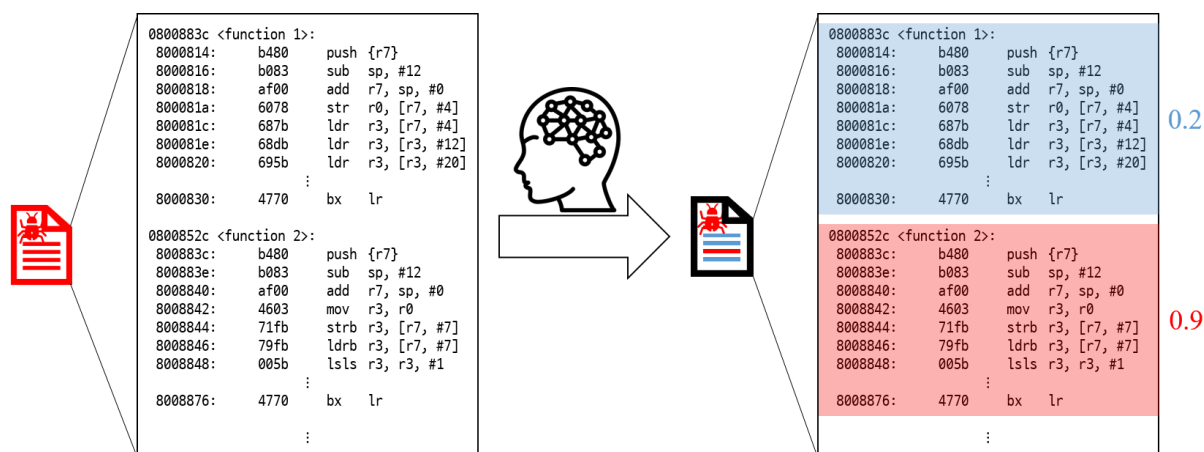 0800883c <function 1>:
8000814: b480 push {r7}
8000816: b083 sub sp, #12
8000818: af00 add r7, sp, #0
800081a: 6078 str r0, [r7, #4]
800081c: 687b ldr r3, [r7, #4]
800081e: 68db ldr r3, [r3, #12]
8000820: 695b ldr r3, [r3, #20]
⋮
8000830: 4770 bx lr
0800852c <function 2>:
800883c: b480 push {r7}
800883e: b083 sub sp, #12
8008840: af00 add r7, sp, #0
8008842: 4603 mov r3, r0
8008844: 71fb strb r3, [r7, #7]
8008846: 79fb ldrb r3, [r7, #7]
8008848: 005b lsls r3, r3, #1
⋮
8008876: 4770 bx lr
⋮
0800883c <function 1>:
8000814: b480 push {r7}
8000816: b083 sub sp, #12
8000818: af00 add r7, sp, #0
800081a: 6078 str r0, [r7, #4]
800081c: 687b ldr r3, [r7, #4]
800081e: 68db ldr r3, [r3, #12]
8000820: 695b ldr r3, [r3, #20]
⋮
8000830: 4770 bx lr
0.2
0800852c <function 2>:
800883c: b480 push {r7}
800883e: b083 sub sp, #12
8008840: af00 add r7, sp, #0
8008842: 4603 mov r3, r0
8008844: 71fb strb r3, [r7, #7]
8008846: 79fb ldrb r3, [r7, #7]
8008848: 005b lsls r3, r3, #1
⋮
8008876: 4770 bx lr
0.9
⋮